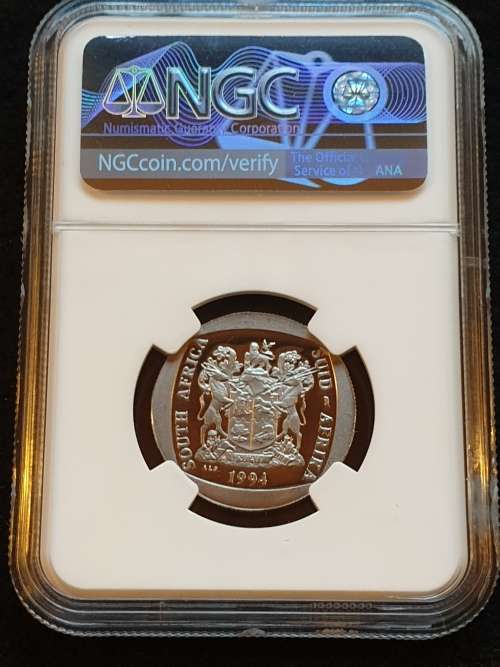 NGC
Numismatic Guaranty Corporation
NGCcoin.com/verify
The Official
Service of ANA
SOUTH AFRICA
SUID - AFRIKA
1994